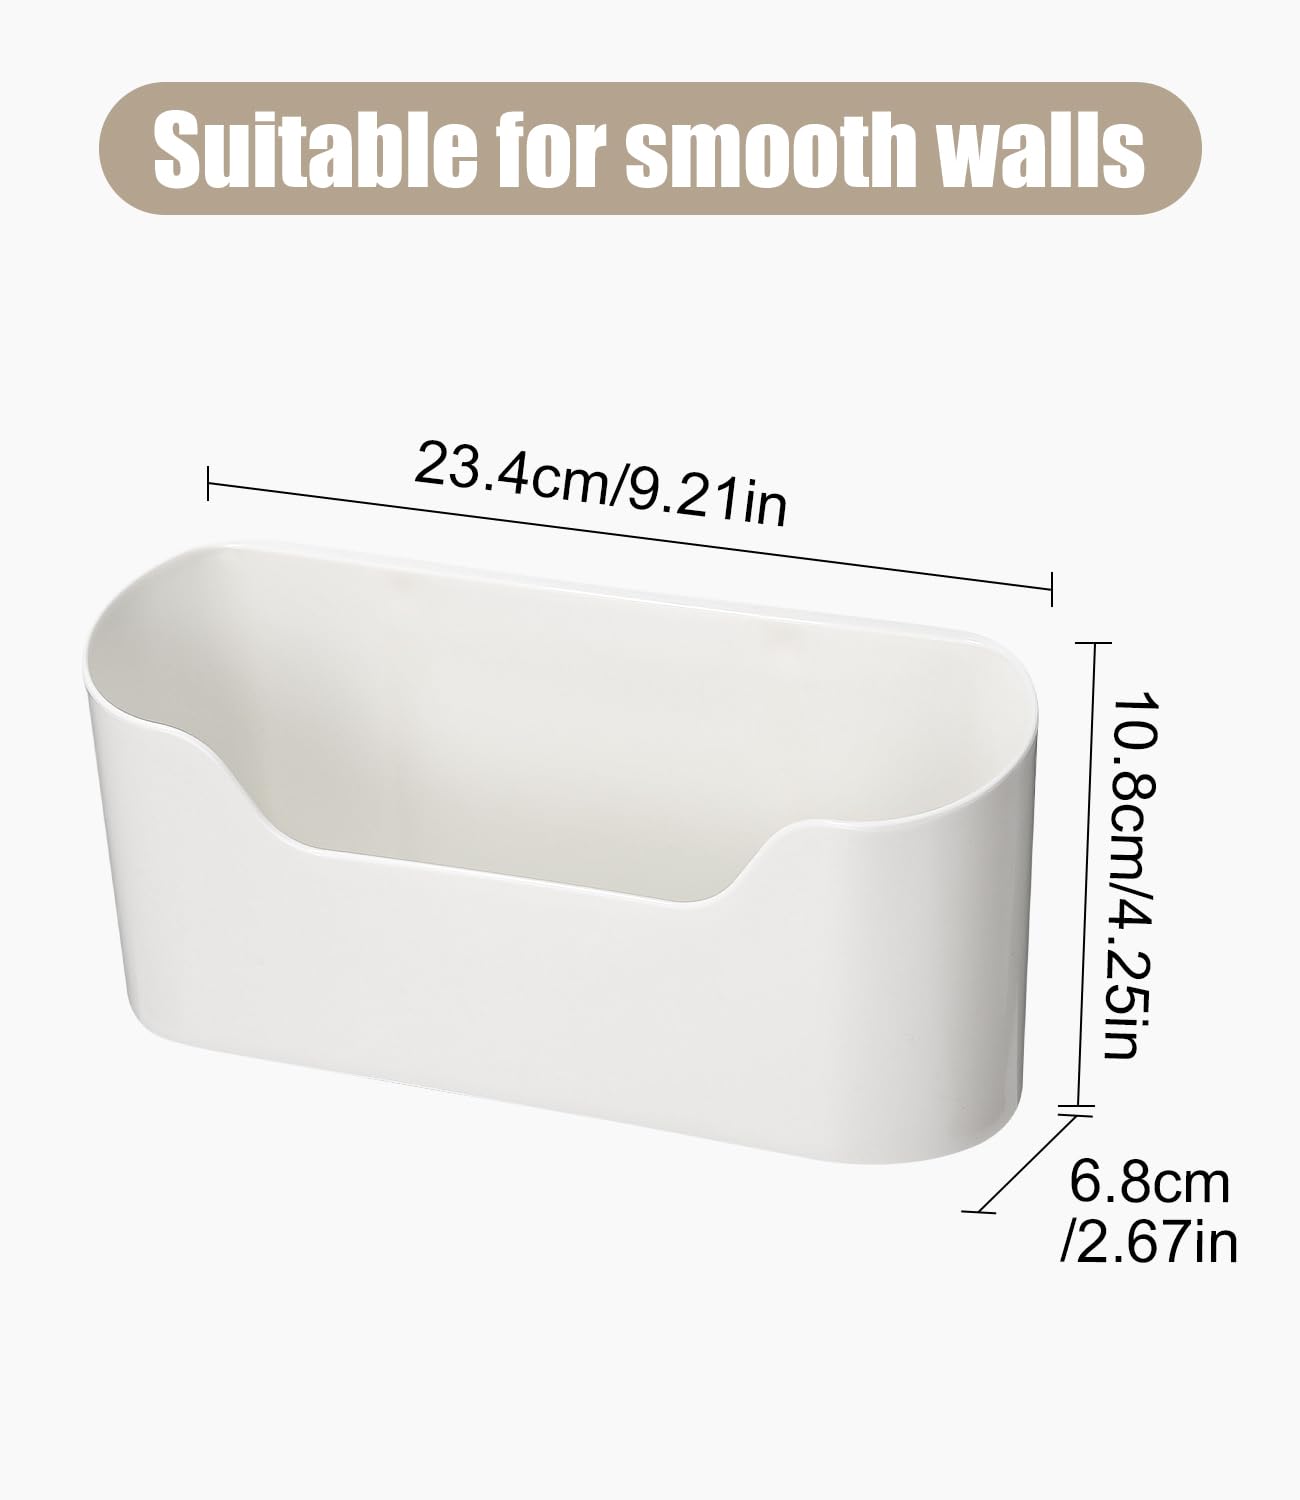 Suitable for smooth walls
23.4cm/9.21in
10.8cm/4.25in
6.8cm
/2.67in